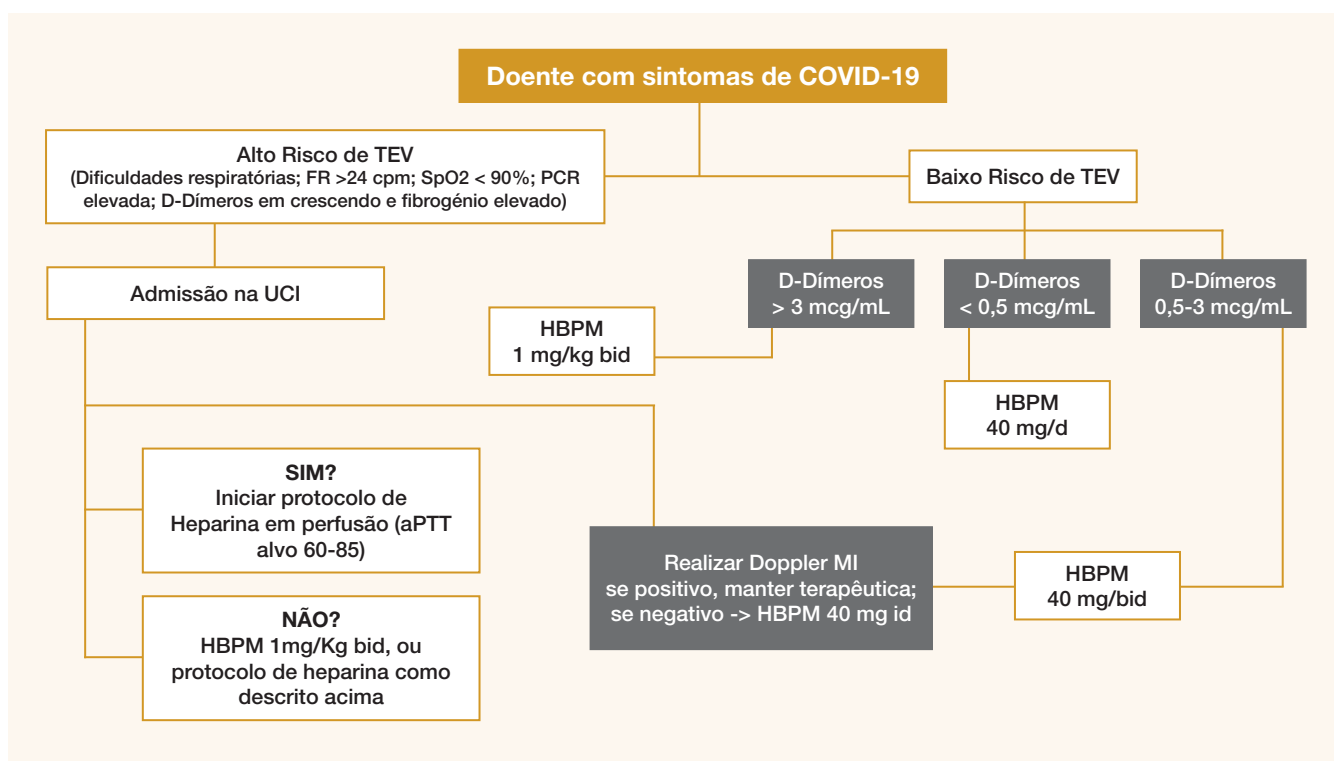 Doente com sintomas de COVID-19
Alto Risco de TEV
(Dificuldades respiratórias; FR >24 cpm; SpO2 < 90%; PCR
elevada; D-Dímeros em crescendo e fibrogénio elevado)
Baixo Risco de TEV
Admissão na UCI
D-Dímeros
> 3 mcg/mL
D-Dímeros
< 0,5 mcg/mL
D-Dímeros
0,5-3 mcg/mL
HBPM
1 mg/kg bid
HBPM
40 mg/d
SIM?
Iniciar protocolo de
Heparina em perfusão (aPTT
alvo 60-85)
Realizar Doppler MI
se positivo, manter terapêutica;
se negativo -> HBPM 40 mg id
HBPM
40 mg/bid
NÃO?
HBPM 1mg/Kg bid, ou
protocolo de heparina como
descrito acima